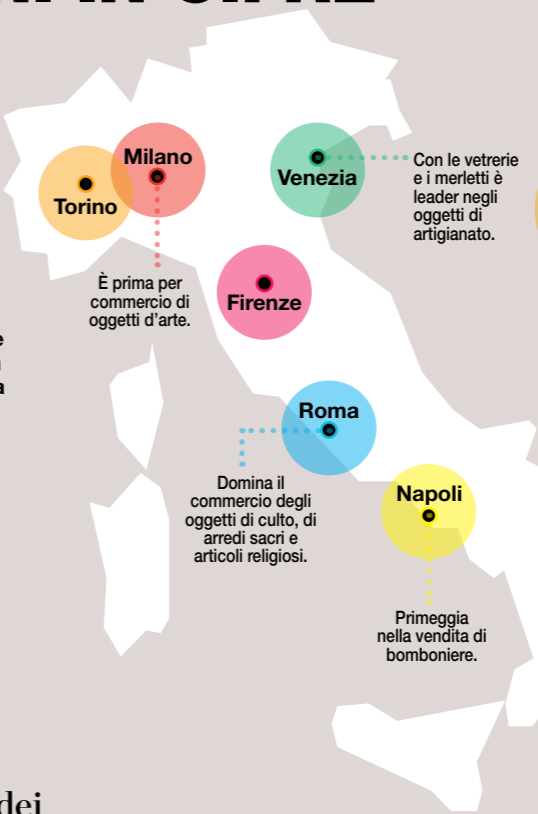 IN CIFRE
Milano
Torino
Venezia
Con le vetrerie
e i merletti è
leader negli
oggetti di
artigianato.
È prima per
commercio di
oggetti d’arte.
Firenze
Roma
Domina il
commercio degli
oggetti di culto, di
arredi sacri e
articoli religiosi.
Napoli
Primeggia
nella vendita di
bomboniere.
dei